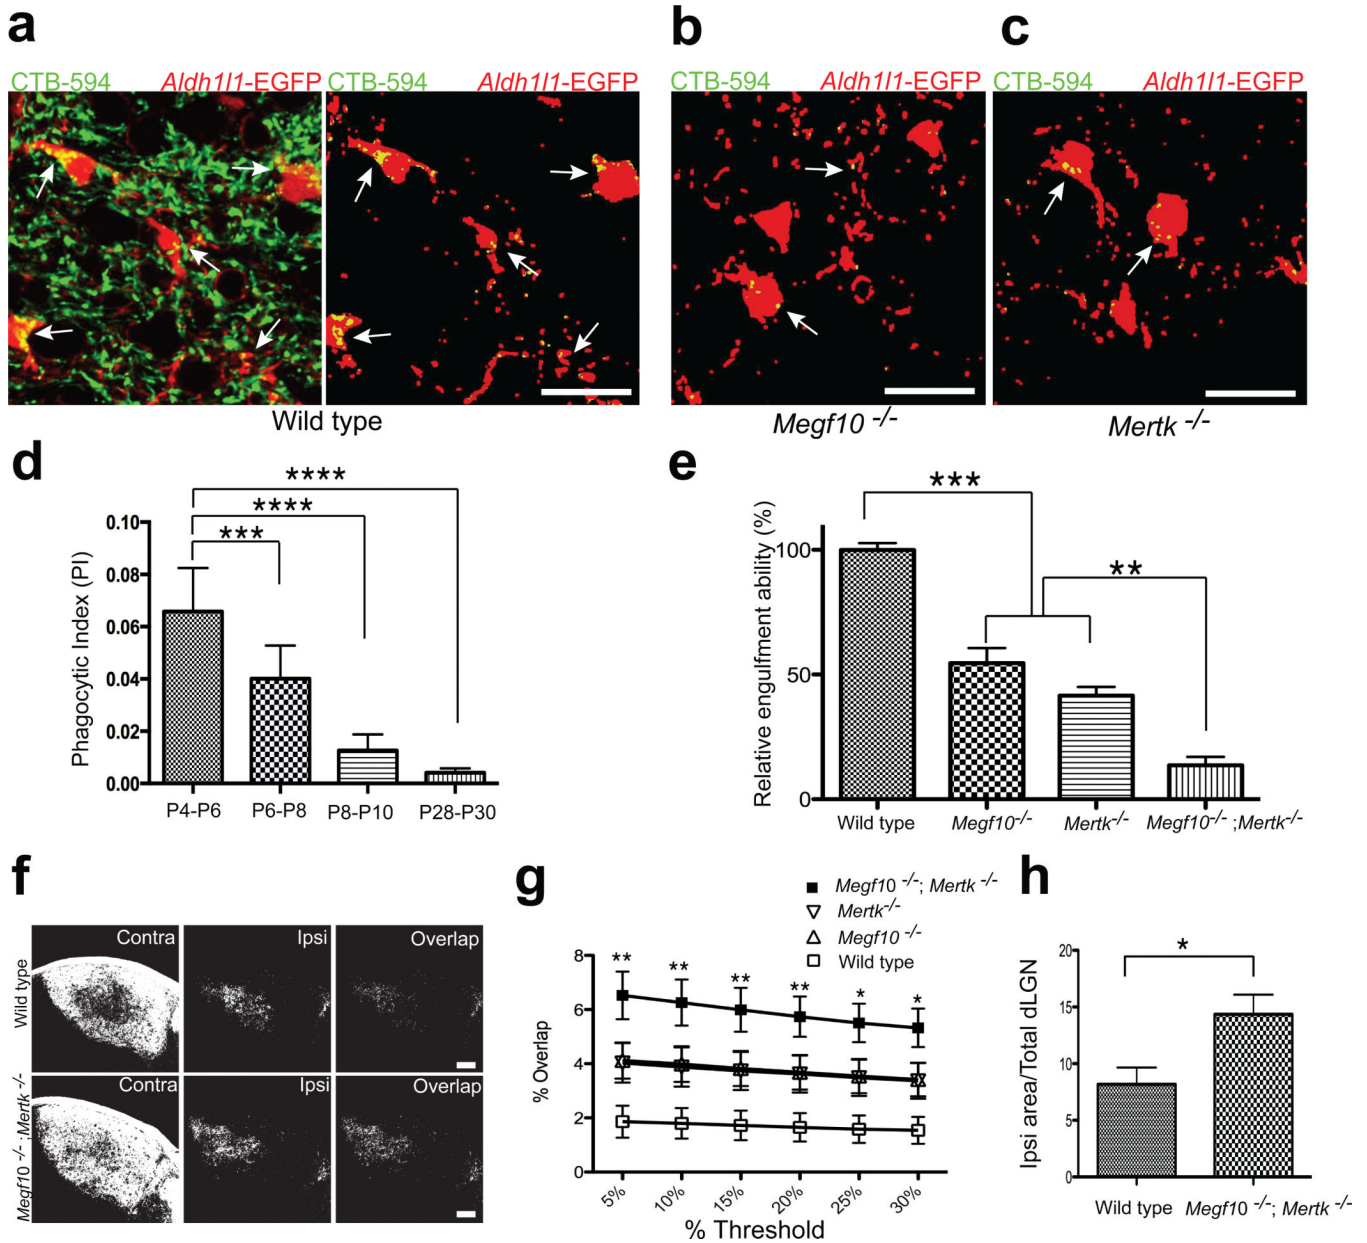 a
b
c
CTB-594 Aldh1l1-EGFP
Aldh1l1-EGFP
CTB-594 Aldh1l1-EGFP
CTB-594 Aldh1l1-EGFP
Wild type
Megf10 -/-
Mertk -/-
d
****
****
***
Phagocytic Index (PI)
0.10
0.08
0.06
0.04
0.02
0.00
P4-P6 P6-P8 P8-P10 P28-P30
e
***
**
Relative engulfment ability (%)
100
50
0
Wild type Megf10-/- Mertk-/- Megf10-/- ;Mertk-/-
f
Wild type
Contra Ipsi Overlap
Megf10 -/- ;Mertk -/-
Contra Ipsi Overlap
g
Megf10 -/-; Mertk -/-
Mertk-/-
Megf10 -/-
Wild type
% Overlap
8
6
4
2
0
** ** ** ** * *
5% 10% 15% 20% 25% 30%
% Threshold
h
*
Ipsi area/Total dLGN
20
15
10
5
0
Wild type Megf10 -/-; Mertk -/-